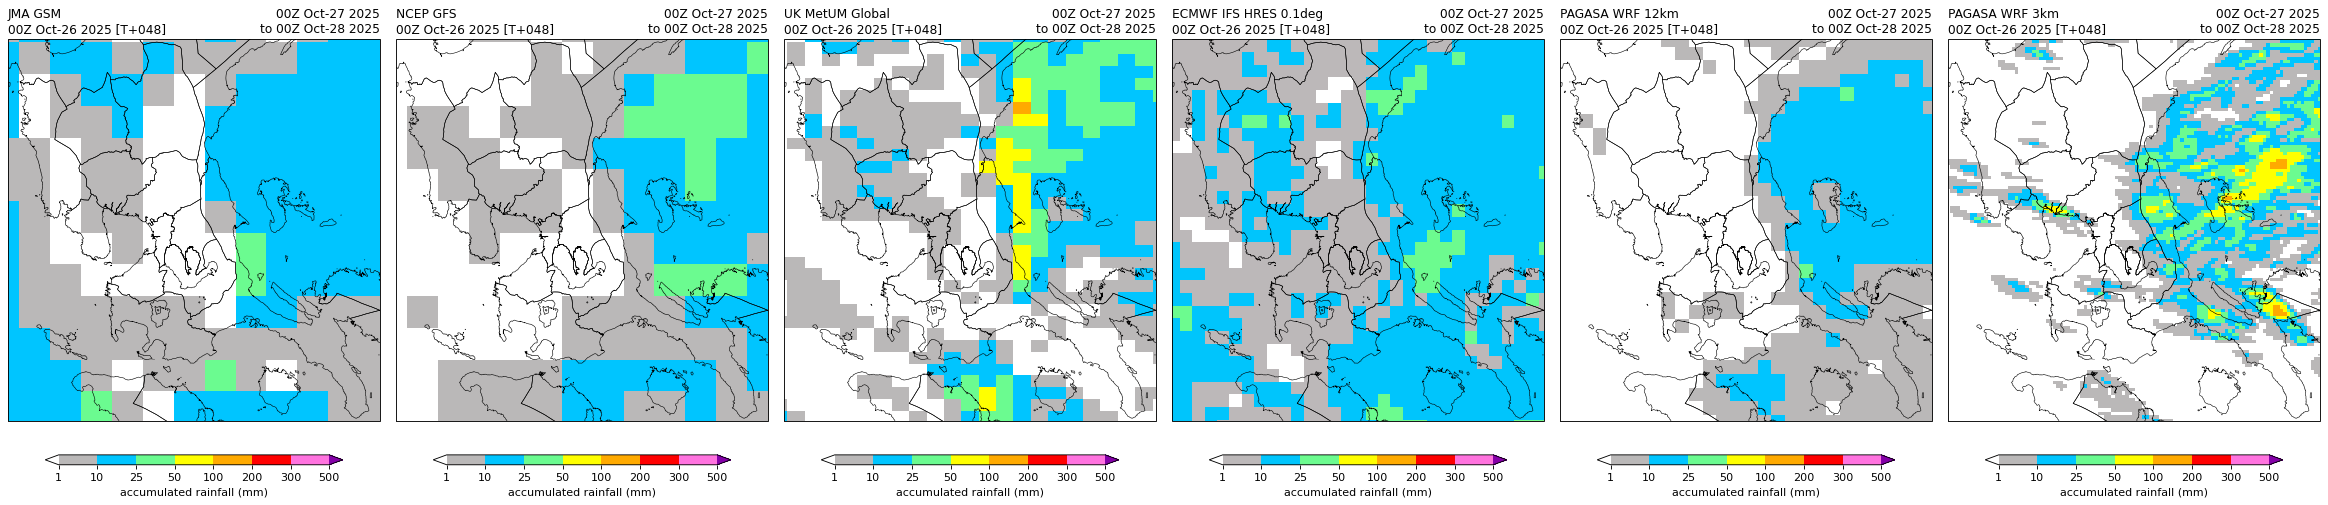 JMA GSM 00Z Oct-27 2025
00Z Oct-26 2025 [T+048] to 00Z Oct-28 2025
1 10 25 50 100 200 300 500
accumulated rainfall (mm)
NCEP GFS 00Z Oct-27 2025
00Z Oct-26 2025 [T+048] to 00Z Oct-28 2025
1 10 25 50 100 200 300 500
accumulated rainfall (mm)
UK MetUM Global 00Z Oct-27 2025
00Z Oct-26 2025 [T+048] to 00Z Oct-28 2025
1 10 25 50 100 200 300 500
accumulated rainfall (mm)
ECMWF IFS HRES 0.1deg 00Z Oct-27 2025
00Z Oct-26 2025 [T+048] to 00Z Oct-28 2025
1 10 25 50 100 200 300 500
accumulated rainfall (mm)
PAGASA WRF 12km 00Z Oct-27 2025
00Z Oct-26 2025 [T+048] to 00Z Oct-28 2025
1 10 25 50 100 200 300 500
accumulated rainfall (mm)
PAGASA WRF 3km 00Z Oct-27 2025
00Z Oct-26 2025 [T+048] to 00Z Oct-28 2025
1 10 25 50 100 200 300 500
accumulated rainfall (mm)